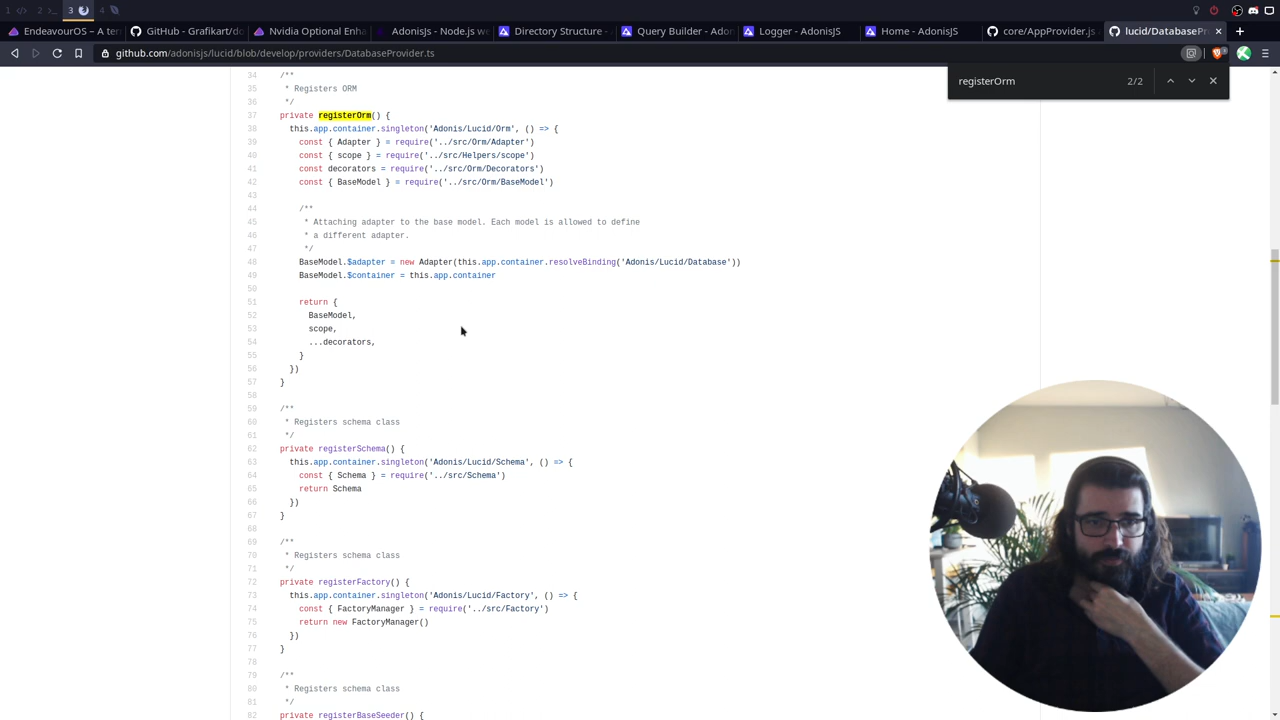 1 </>
2 >_
3
4
EndeavourOS – A ter
GitHub - Grafikart/do
Nvidia Optional Enha
AdonisJs - Node.js we
Directory Structure -
Query Builder - Adon
Logger - AdonisJS
Home - AdonisJS
core/AppProvider.js
lucid/DatabasePr
github.com/adonisjs/lucid/blob/develop/providers/DatabaseProvider.ts
registerOrm 2/2
34 /**
35 * Registers ORM
36 */
37 private registerOrm() {
38 this.app.container.singleton('Adonis/Lucid/Orm', () => {
39 const { Adapter } = require('../src/Orm/Adapter')
40 const { scope } = require('../src/Helpers/scope')
41 const decorators = require('../src/Orm/Decorators')
42 const { BaseModel } = require('../src/Orm/BaseModel')
43
44 /**
45 * Attaching adapter to the base model. Each model is allowed to define
46 * a different adapter.
47 */
48 BaseModel.$adapter = new Adapter(this.app.container.resolveBinding('Adonis/Lucid/Database'))
49 BaseModel.$container = this.app.container
50
51 return {
52 BaseModel,
53 scope,
54 ...decorators,
55 }
56 })
57 }
58
59 /**
60 * Registers schema class
61 */
62 private registerSchema() {
63 this.app.container.singleton('Adonis/Lucid/Schema', () => {
64 const { Schema } = require('../src/Schema')
65 return Schema
66 })
67 }
68
69 /**
70 * Registers schema class
71 */
72 private registerFactory() {
73 this.app.container.singleton('Adonis/Lucid/Factory', () => {
74 const { FactoryManager } = require('../src/Factory')
75 return new FactoryManager()
76 })
77 }
78
79 /**
80 * Registers schema class
81 */
82 private registerBaseSeeder() {